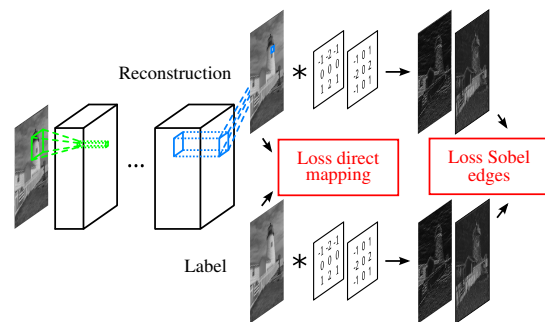 Reconstruction
-1 -2 -1
0 0 0
1 2 1
-1 0 1
-2 0 2
-1 0 1
*
...
Loss direct
mapping
Loss Sobel
edges
Label
*
-1 -2 -1
0 0 0
1 2 1
-1 0 1
-2 0 2
-1 0 1